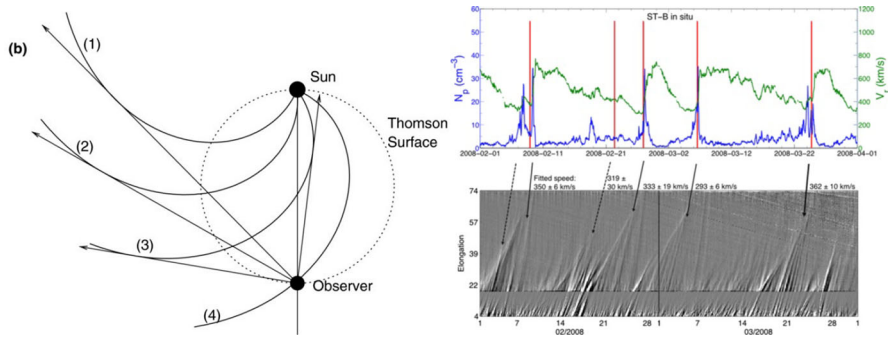 (b)
(1)
Sun
(2)
Thomson
Surface
(3)
Observer
(4)
ST-B in situ
60
50
40
30
20
10
0
N_p (cm^-3)
1200
1000
800
600
400
200
0
V_r (km/s)
2008-02-01
2008-02-11
2008-02-21
2008-03-02
2008-03-12
2008-03-22
2008-04-01
Fitted speed:
350 ± 6 km/s
319 ±
30 km/s
333 ± 19 km/s
293 ± 6 km/s
362 ± 10 km/s
74
57
39
22
4
Elongation
1
7
14
21
28
1
7
14
21
28
1
02/2008
03/2008